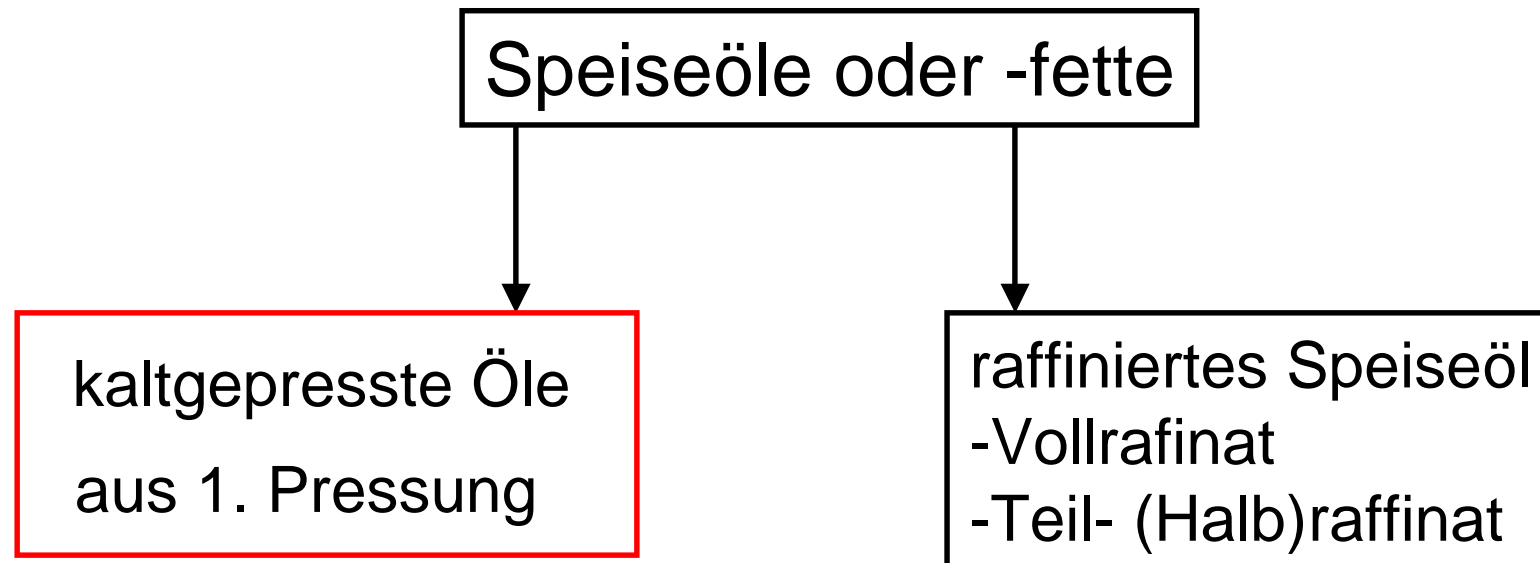 Speiseöle oder -fette
kaltgepresste Öle
aus 1. Pressung
raffiniertes Speiseöl
-Vollrafinat
-Teil- (Halb)raffinat